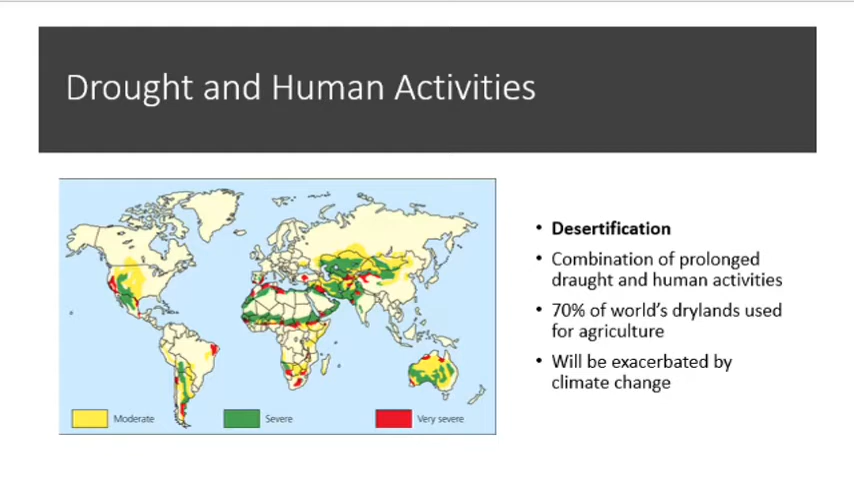 Drought and Human Activities
Desertification
Combination of prolonged
draught and human activities
70% of world's drylands used
for agriculture
Will be exacerbated by
climate change
Moderate
Severe
Very severe